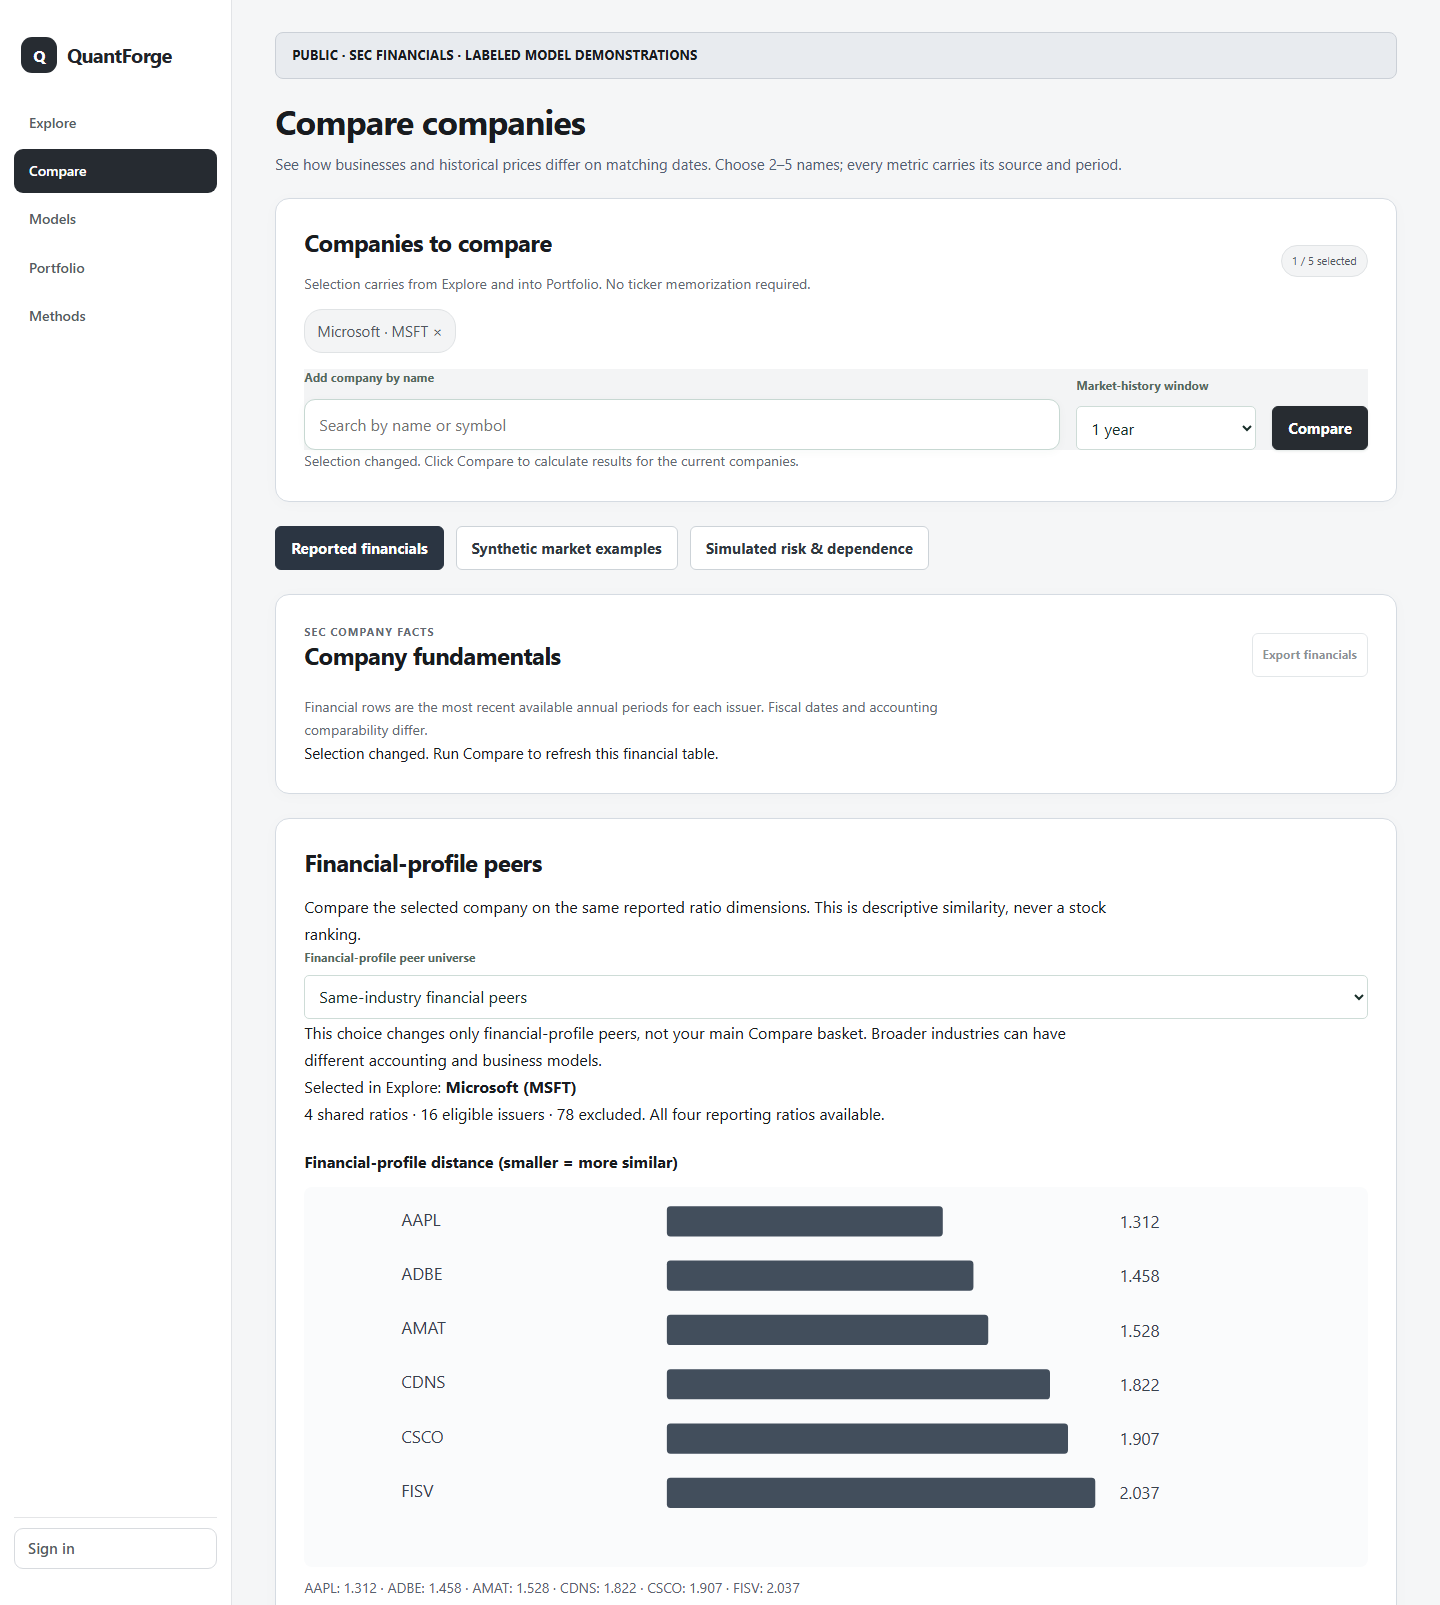 Q QuantForge
Explore
Compare
Models
Portfolio
Methods
Sign in
PUBLIC · SEC FINANCIALS · LABELED MODEL DEMONSTRATIONS
Compare companies
See how businesses and historical prices differ on matching dates. Choose 2–5 names; every metric carries its source and period.
Companies to compare
1 / 5 selected
Selection carries from Explore and into Portfolio. No ticker memorization required.
Microsoft · MSFT ×
Add company by name
Market-history window
Search by name or symbol
1 year
Compare
Selection changed. Click Compare to calculate results for the current companies.
Reported financials
Synthetic market examples
Simulated risk & dependence
SEC COMPANY FACTS
Company fundamentals
Export financials
Financial rows are the most recent available annual periods for each issuer. Fiscal dates and accounting
comparability differ.
Selection changed. Run Compare to refresh this financial table.
Financial-profile peers
Compare the selected company on the same reported ratio dimensions. This is descriptive similarity, never a stock
ranking.
Financial-profile peer universe
Same-industry financial peers
This choice changes only financial-profile peers, not your main Compare basket. Broader industries can have
different accounting and business models.
Selected in Explore: Microsoft (MSFT)
4 shared ratios · 16 eligible issuers · 78 excluded. All four reporting ratios available.
Financial-profile distance (smaller = more similar)
AAPL 1.312
ADBE 1.458
AMAT 1.528
CDNS 1.822
CSCO 1.907
FISV 2.037
AAPL: 1.312 · ADBE: 1.458 · AMAT: 1.528 · CDNS: 1.822 · CSCO: 1.907 · FISV: 2.037